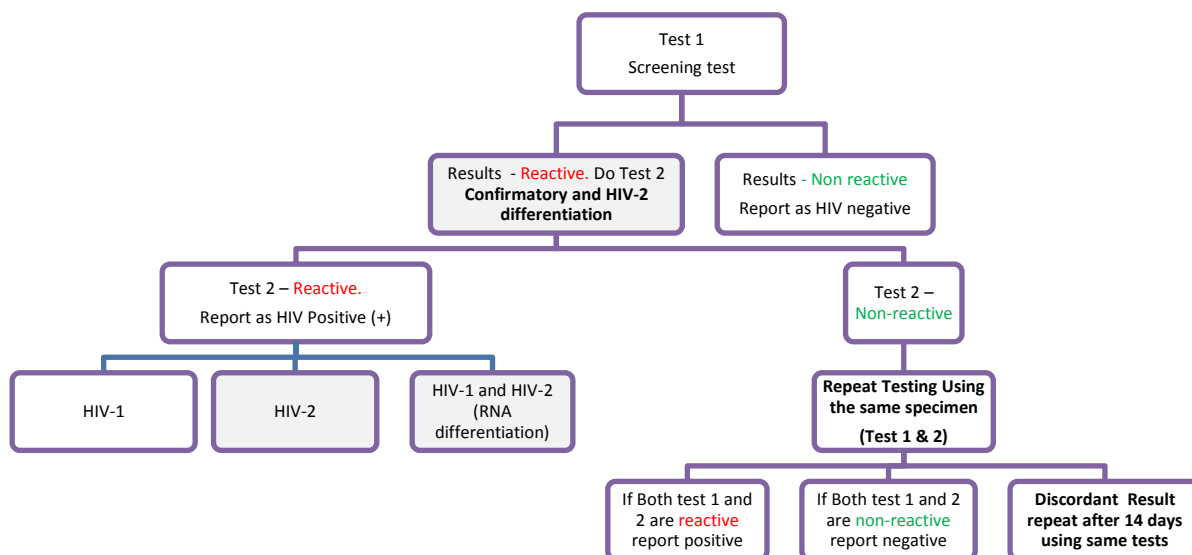 Test 1
Screening test
Results - Reactive. Do Test 2
Confirmatory and HIV-2
differentiation
Results - Non reactive
Report as HIV negative
Test 2 – Reactive.
Report as HIV Positive (+)
Test 2 –
Non-reactive
HIV-1
HIV-2
HIV-1 and HIV-2
(RNA
differentiation)
Repeat Testing Using
the same specimen
(Test 1 & 2)
If Both test 1 and
2 are reactive
report positive
If Both test 1 and 2
are non-reactive
report negative
Discordant Result
repeat after 14 days
using same tests